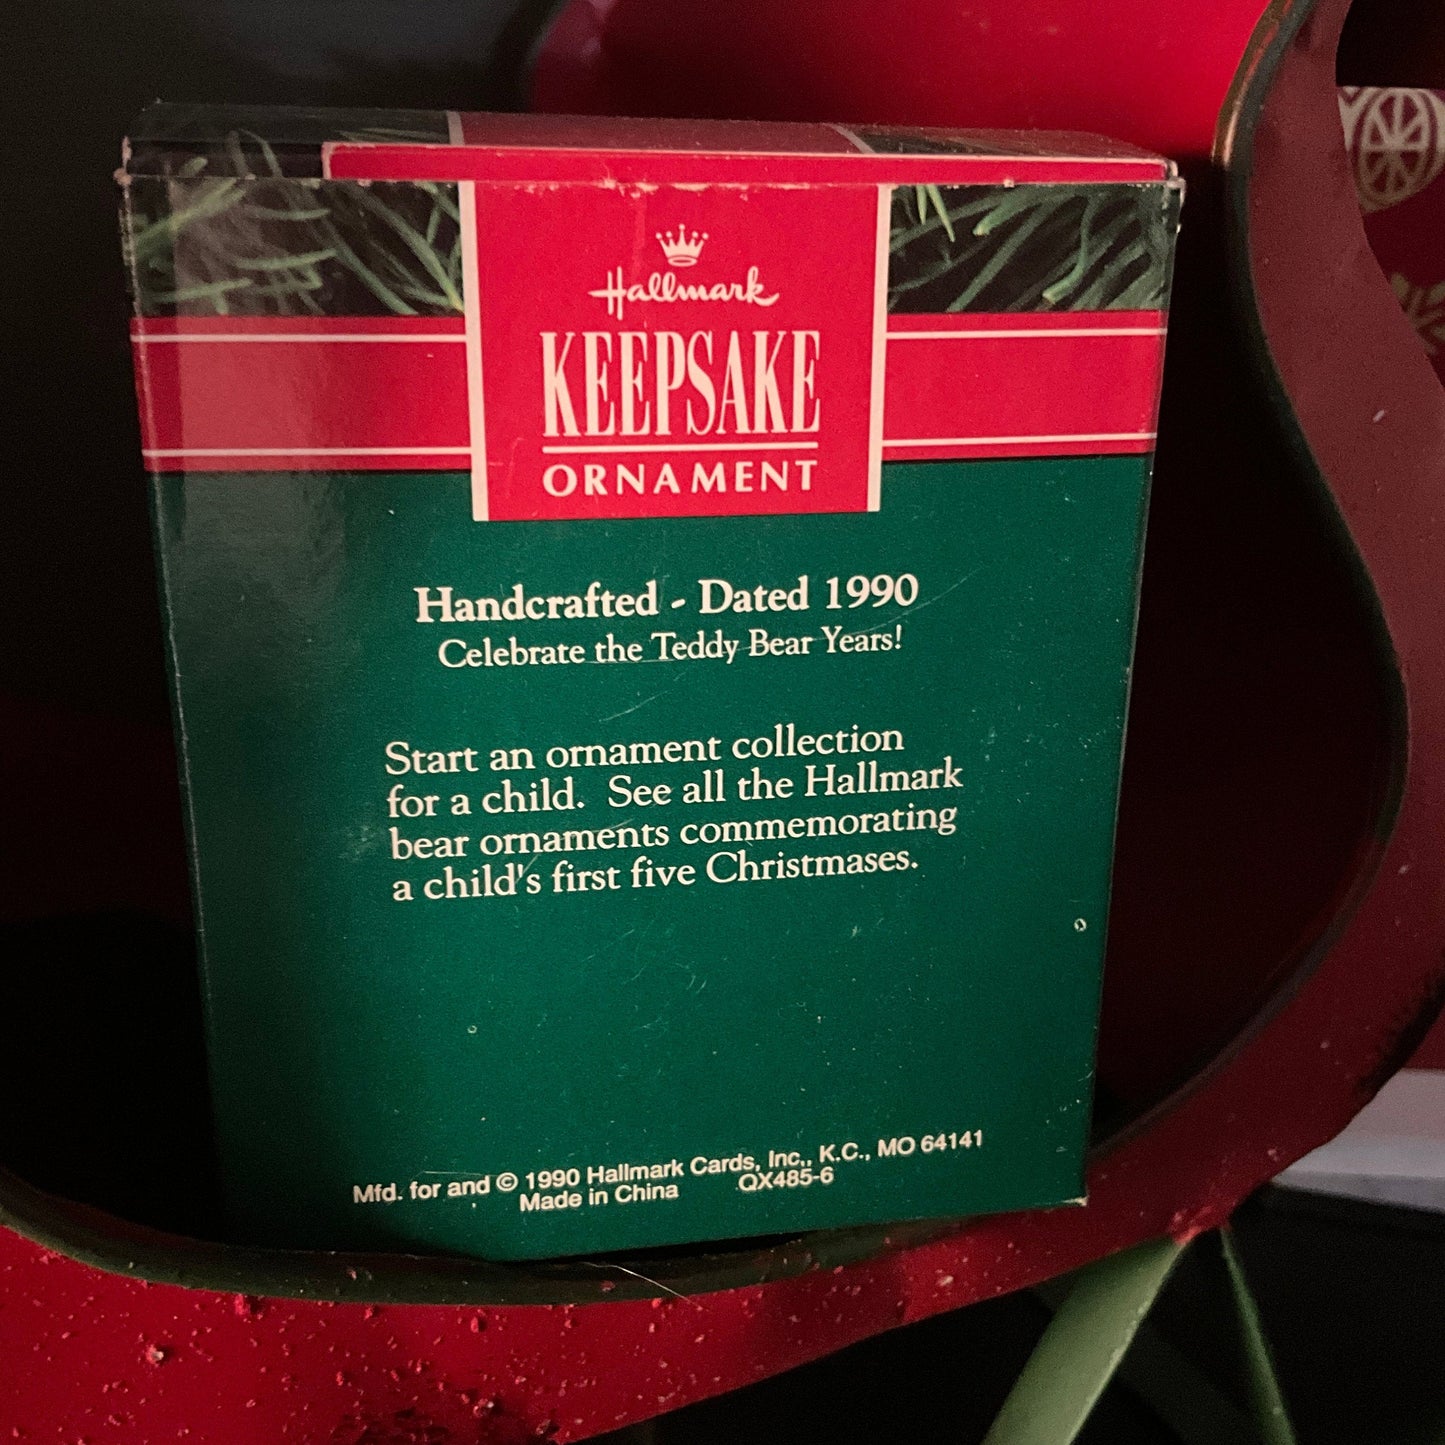 Hallmark
KEEPSAKE
ORNAMENT
Handcrafted - Dated 1990
Celebrate the Teddy Bear Years!
Start an ornament collection
for a child. See all the Hallmark
bear ornaments commemorating
a child's first five Christmases.
Mfd. for and © 1990 Hallmark Cards, Inc., K.C., MO 64141
Made in China QX485-6